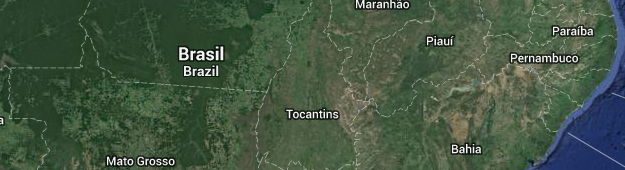 Maranhão
Paraíba
Piauí
Brasil
Brazil
Pernambuco
Tocantins
Bahia
Mato Grosso